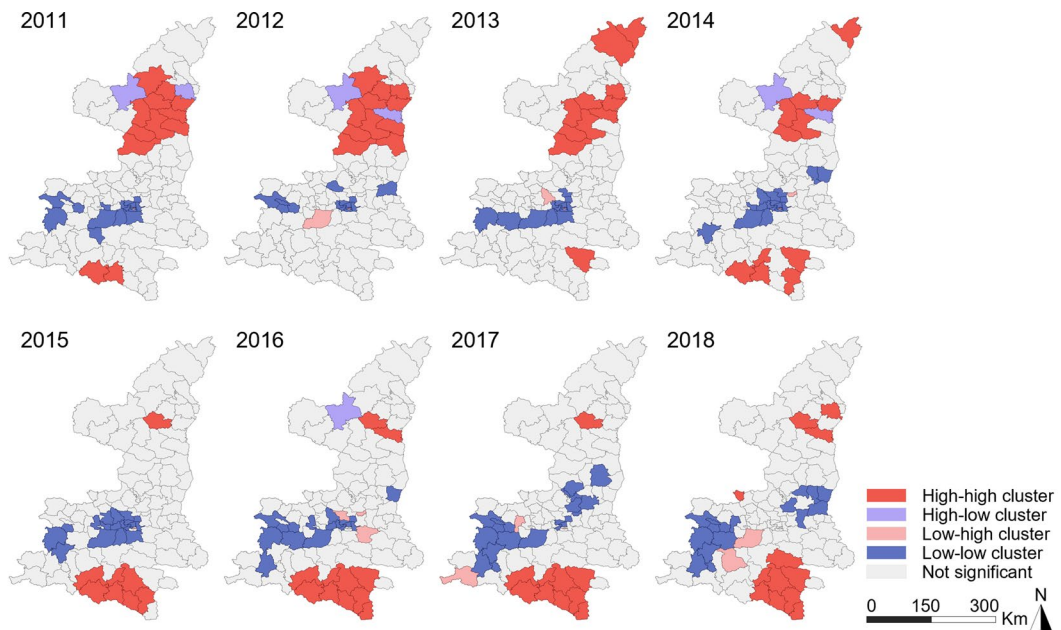 2011
2012
2013
2014
2015
2016
2017
2018
High-high cluster
High-low cluster
Low-high cluster
Low-low cluster
Not significant
0 150 300 Km
N